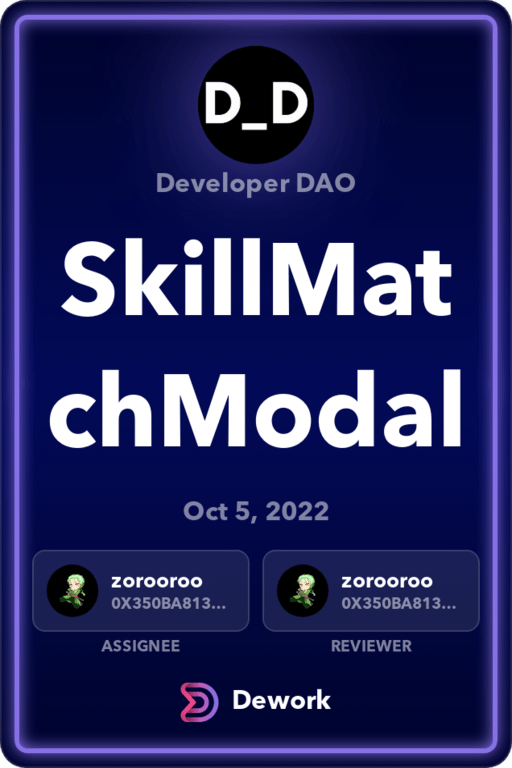 D_D
Developer DAO
SkillMat
chModal
Oct 5, 2022
zorooroo
0X350BA813...
ASSIGNEE
zorooroo
0X350BA813...
REVIEWER
Dework